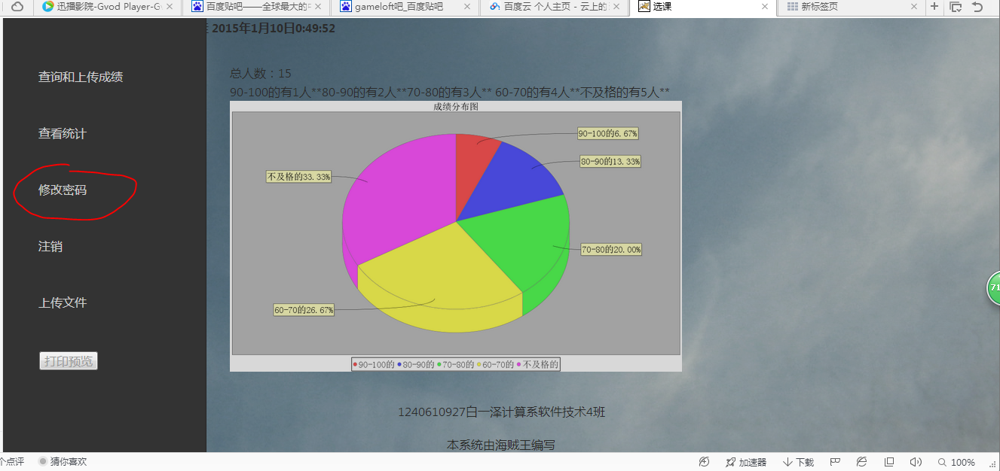 迅播影院-Gvod Player-G
百度贴吧——全球最大的
gameloft吧_百度贴吧
百度云 个人主页 - 云上的
选课
新标签页
2015年1月10日0:49:52
查询和上传成绩
查看统计
修改密码
注销
上传文件
打印预览
总人数：15
90-100的有1人**80-90的有2人**70-80的有3人** 60-70的有4人**不及格的有5人**
成绩分布图
90-100的6.67%
80-90的13.33%
不及格的33.33%
70-80的20.00%
60-70的26.67%
90-100的 80-90的 70-80的 60-70的 不及格的
1240610927白一泽计算系软件技术4班
本系统由海贼王编写
71
个点评 猜你喜欢 加速器 下载 100%